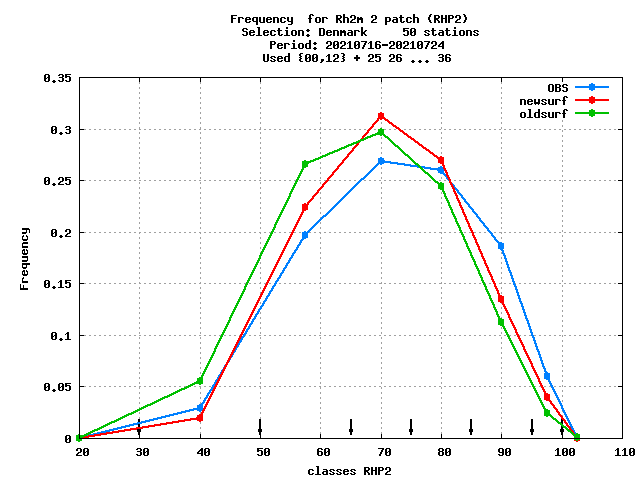 Frequency  for Rh2m 2 patch (RHP2)
Selection: Denmark     50 stations
Period: 20210716-20210724
Used {00,12} + 25 26 ... 36
0.35
0.3
0.25
0.2
0.15
0.1
0.05
0
Frequency
OBS
newsurf
oldsurf
20 30 40 50 60 70 80 90 100 110
classes RHP2